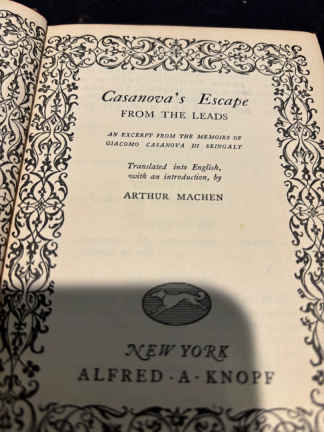 Casanova's Escape
FROM THE LEADS
AN EXCERPT FROM THE MEMOIRS OF
GIACOMO CASANOVA DI SEINGALT
Translated into English,
with an introduction, by
ARTHUR MACHEN
NEW YORK
ALFRED · A · KNOPF